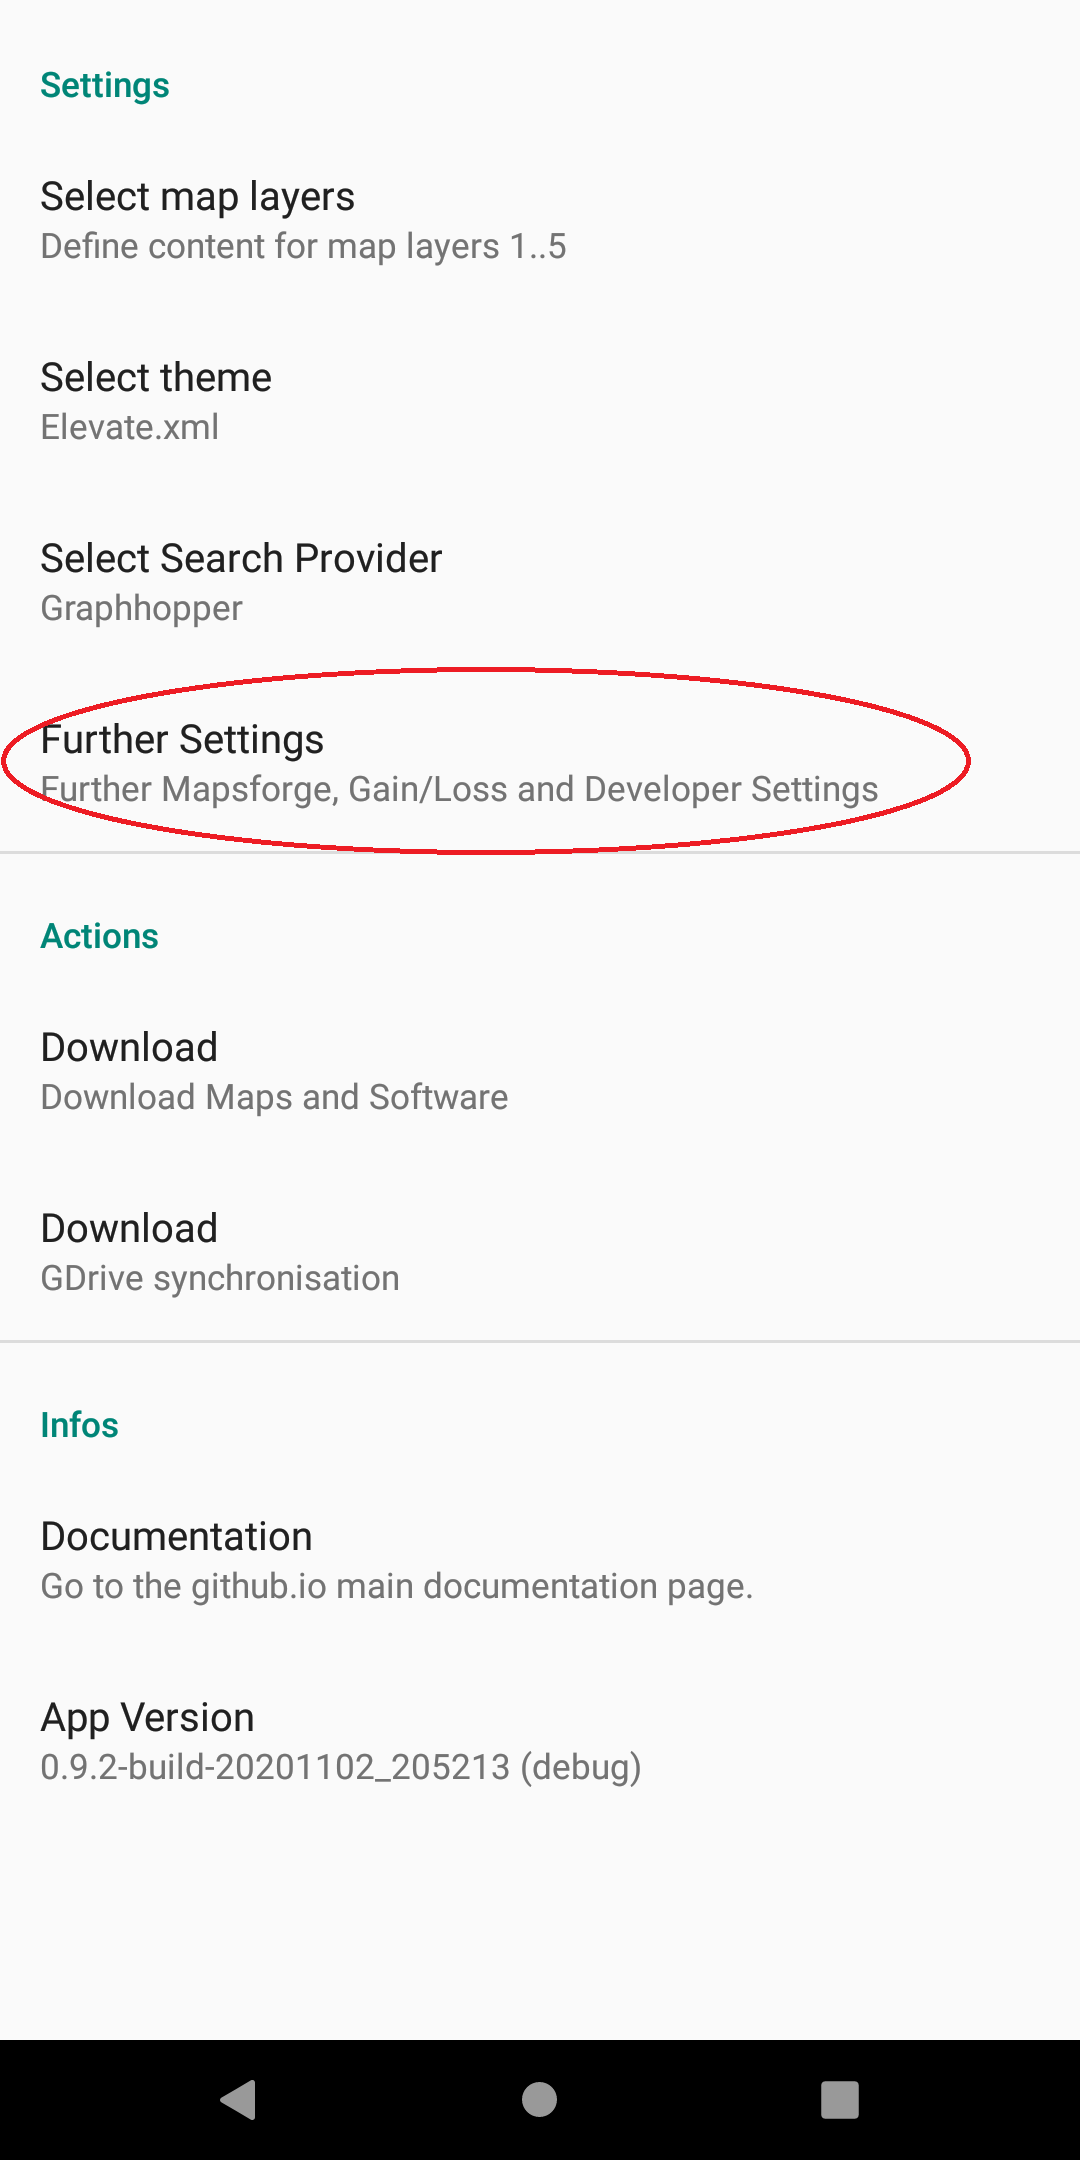 Settings
Select map layers
Define content for map layers 1..5
Select theme
Elevate.xml
Select Search Provider
Graphhopper
Further Settings
Further Mapsforge, Gain/Loss and Developer Settings
Actions
Download
Download Maps and Software
Download
GDrive synchronisation
Infos
Documentation
Go to the github.io main documentation page.
App Version
0.9.2-build-20201102_205213 (debug)